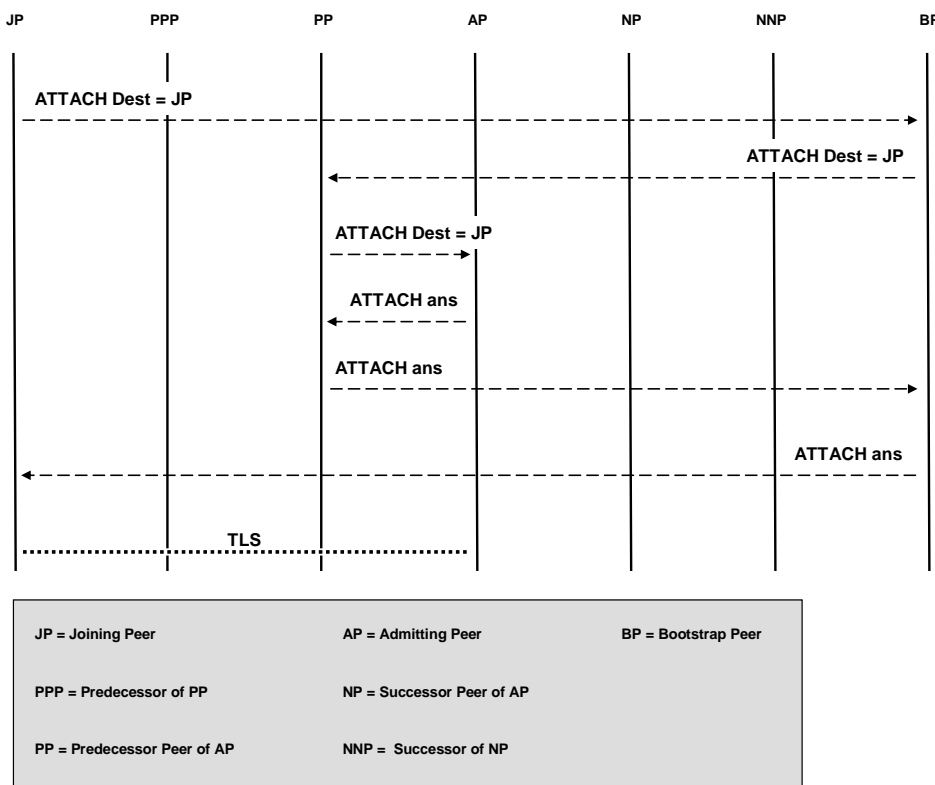 JP PPP PP AP NP NNP BP
ATTACH Dest = JP
ATTACH Dest = JP
ATTACH Dest = JP
ATTACH ans
ATTACH ans
ATTACH ans
TLS
JP = Joining Peer AP = Admitting Peer BP = Bootstrap Peer
PPP = Predecessor of PP NP = Successor Peer of AP
PP = Predecessor Peer of AP NNP = Successor of NP